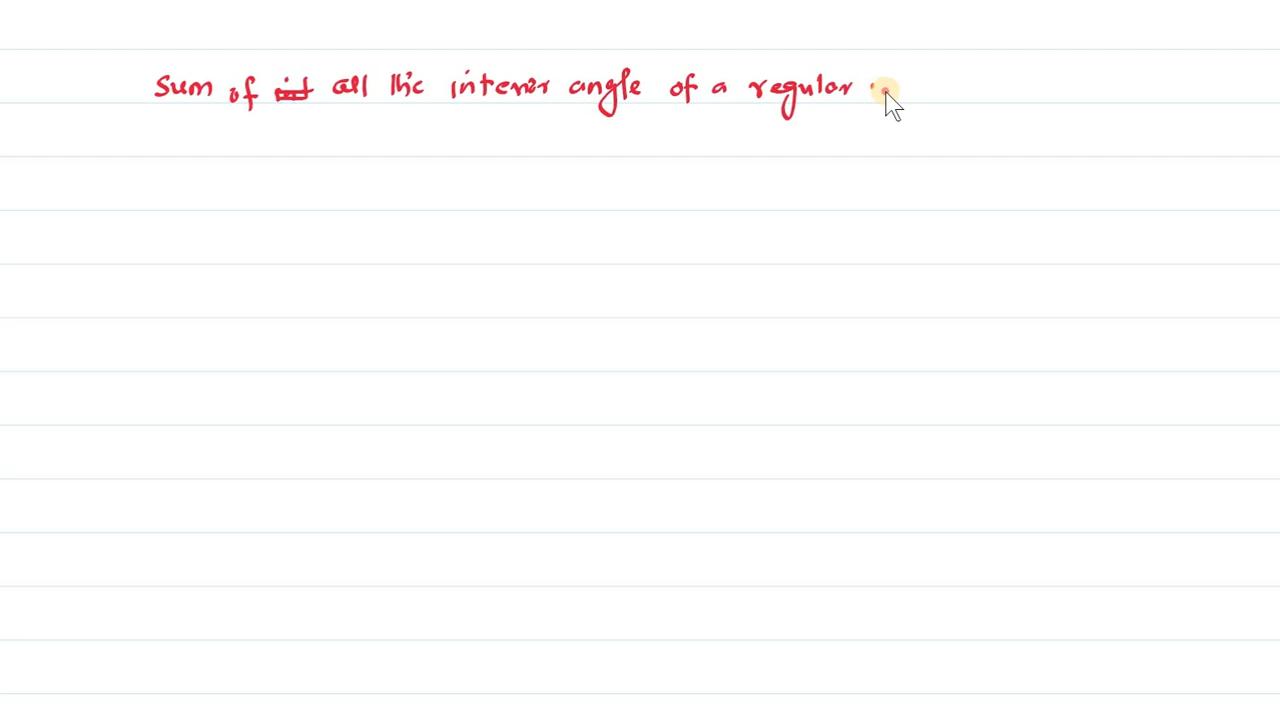 Sum of all the interior angle of a regular